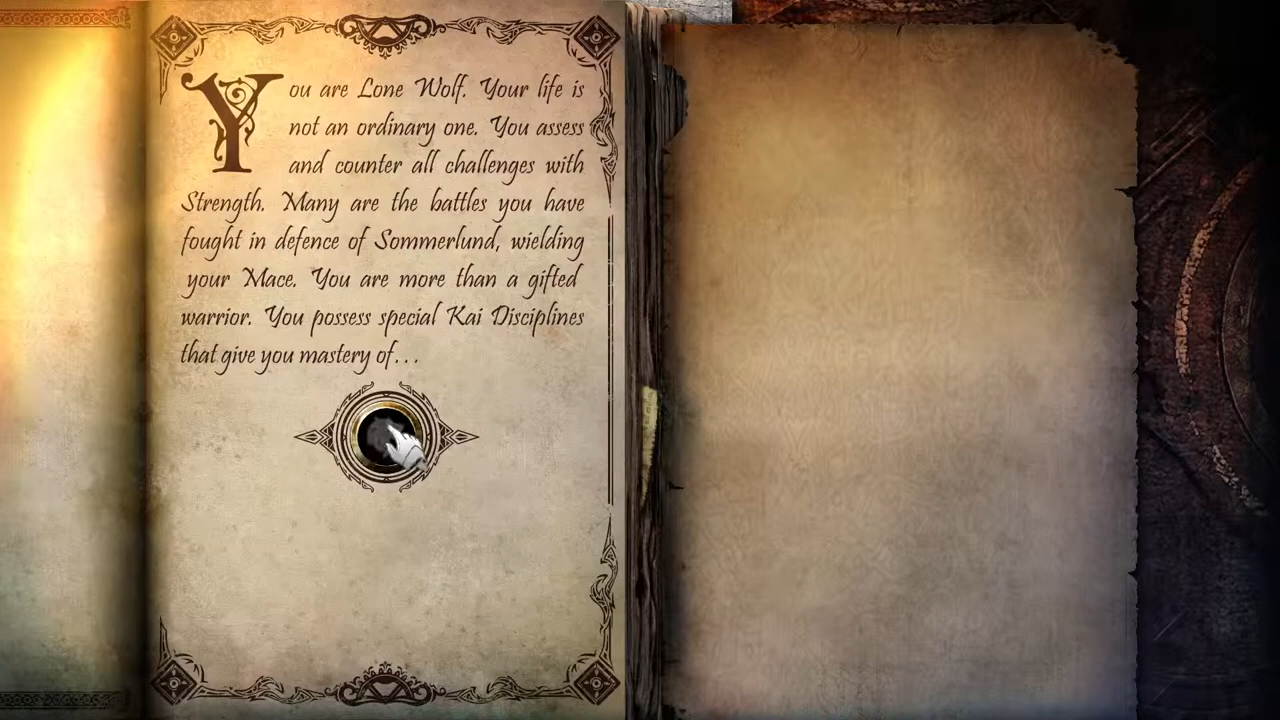 You are Lone Wolf. Your life is
not an ordinary one. You assess
and counter all challenges with
Strength. Many are the battles you have
fought in defence of Sommerlund, wielding
your Mace. You are more than a gifted
warrior. You possess special Kai Disciplines
that give you mastery of...